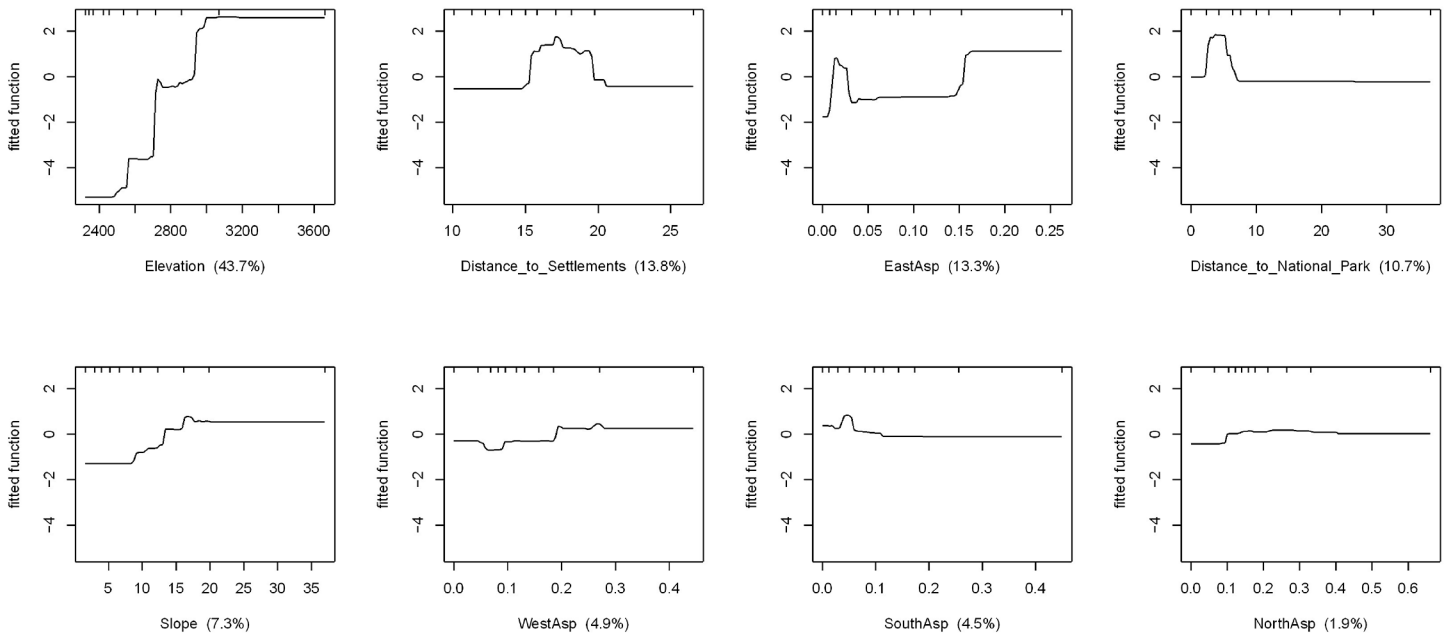 fitted function
2
0
−2
−4
2400 2800 3200 3600
Elevation (43.7%)
fitted function
2
0
−2
−4
10 15 20 25
Distance_to_Settlements (13.8%)
fitted function
2
0
−2
−4
0.00 0.05 0.10 0.15 0.20 0.25
EastAsp (13.3%)
fitted function
2
0
−2
−4
0 10 20 30
Distance_to_National_Park (10.7%)
fitted function
2
0
−2
−4
5 10 15 20 25 30 35
Slope (7.3%)
fitted function
2
0
−2
−4
0.0 0.1 0.2 0.3 0.4
WestAsp (4.9%)
fitted function
2
0
−2
−4
0.0 0.1 0.2 0.3 0.4
SouthAsp (4.5%)
fitted function
2
0
−2
−4
0.0 0.1 0.2 0.3 0.4 0.5 0.6
NorthAsp (1.9%)